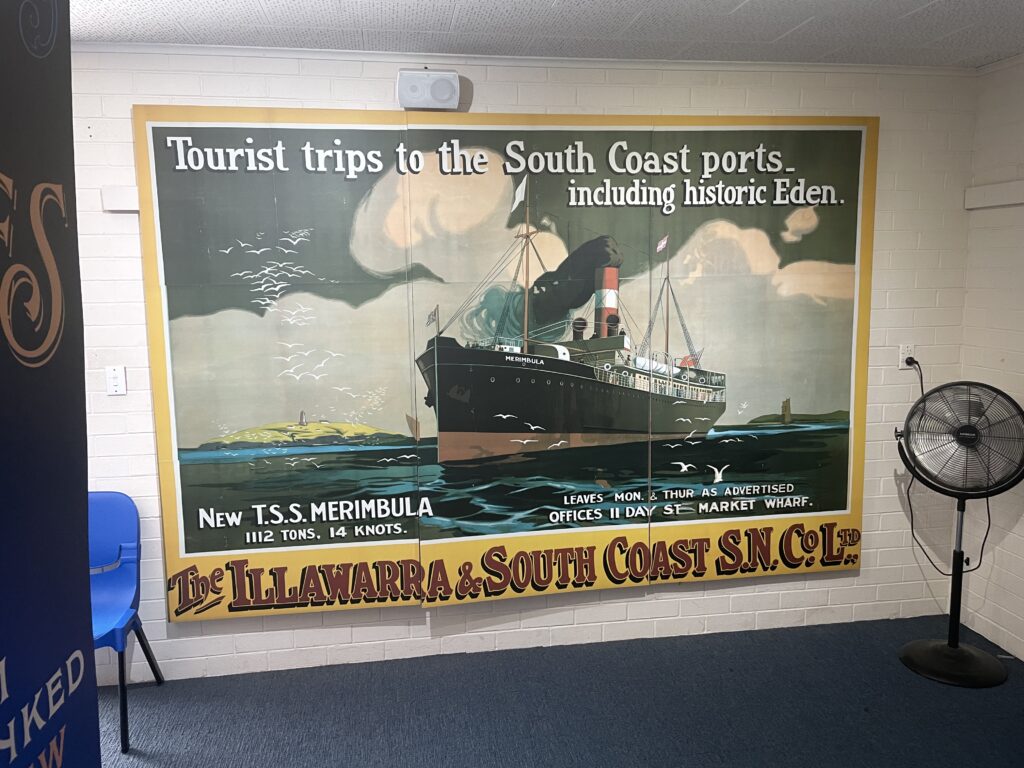 Tourist trips to the South Coast ports_
including historic Eden.
MERIMBULA
New T.S.S. MERIMBULA
1112 TONS. 14 KNOTS.
LEAVES MON. & THUR AS ADVERTISED
OFFICES 11 DAY ST MARKET WHARF.
The ILLAWARRA & SOUTH COAST S.N. Co. LTD
S
HKED
W